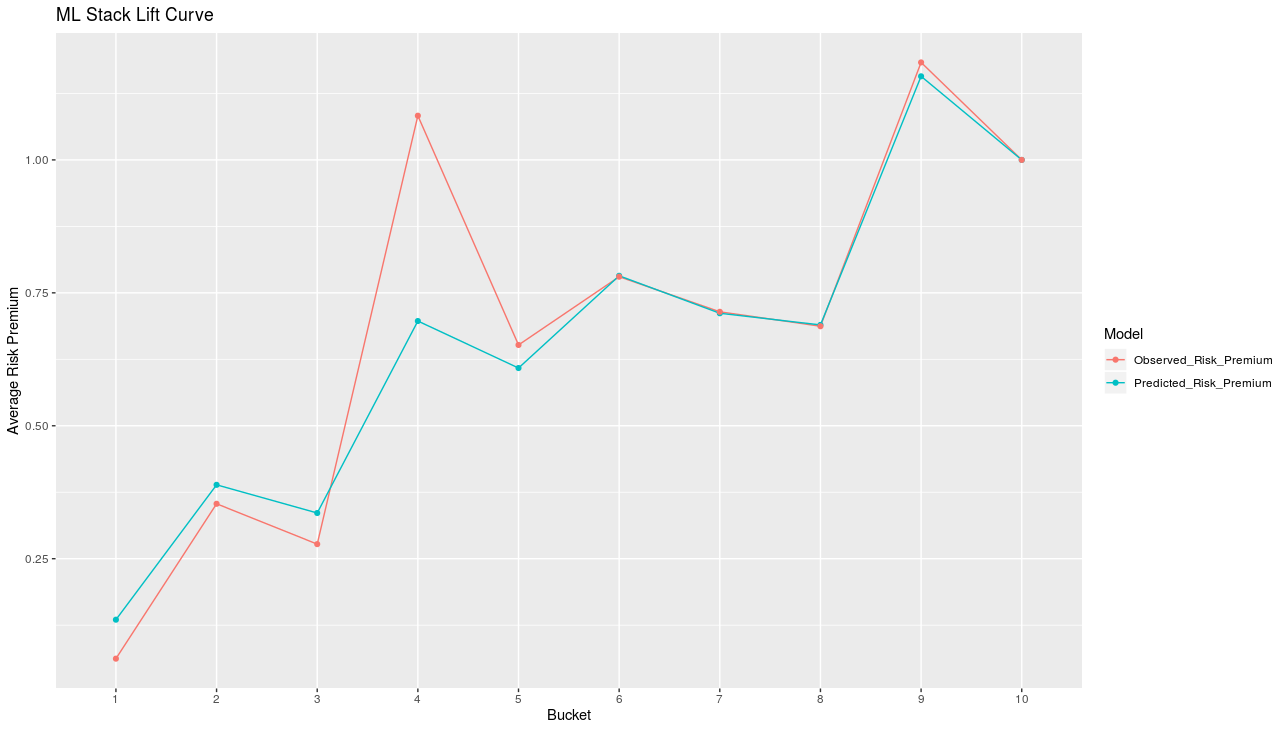 ML Stack Lift Curve
Average Risk Premium
1.00
0.75
0.50
0.25
1 2 3 4 5 6 7 8 9 10
Bucket
Model
Observed_Risk_Premium
Predicted_Risk_Premium